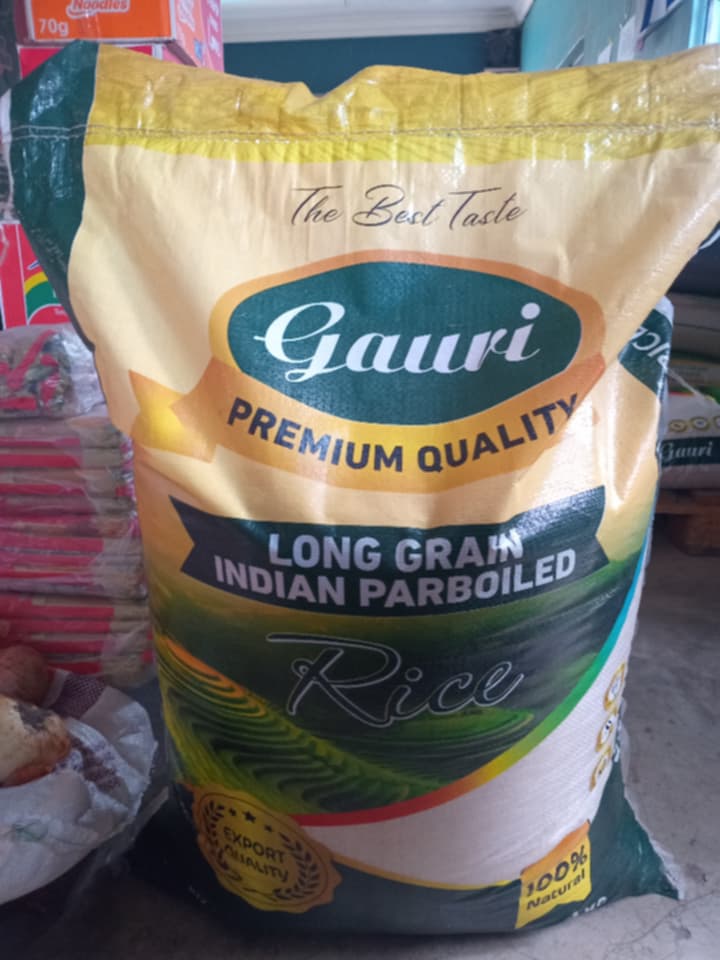 Noodles
70g
The Best Taste
Gauri
PREMIUM QUALITY
LONG GRAIN
INDIAN PARBOILED
Rice
EXPORT
QUALITY
100%
Natural
Gauri